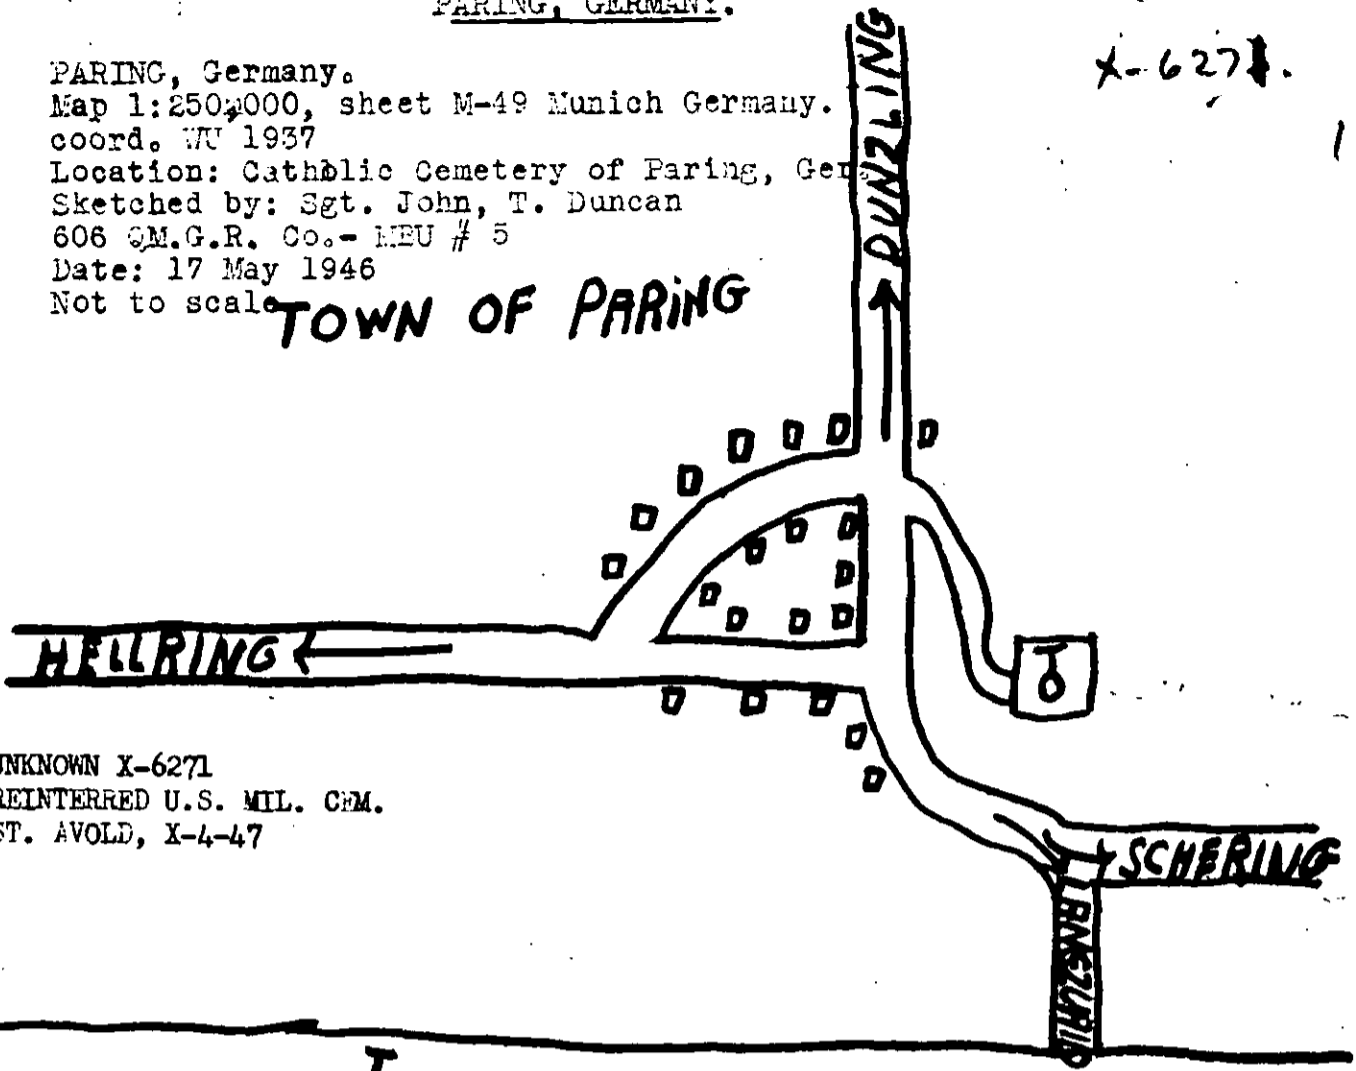 PARING, GERMANY.
X-6271.
PARING, Germany.
Map 1:250,000, sheet M-49 Munich Germany.
coord. WU 1937
Location: Catholic Cemetery of Paring, Ger.
Sketched by: Sgt. John, T. Duncan
606 QM.G.R. Co.- MEU # 5
Date: 17 May 1946
Not to scale
TOWN OF PARING
DUNZLING
HELLRING
UNKNOWN X-6271
REINTERRED U.S. MIL. CEM.
ST. AVOLD, X-4-47
SCHERING